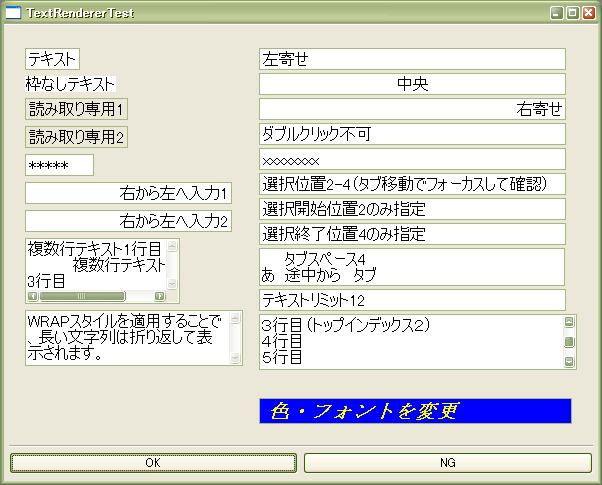 TextRendererTest
テキスト
枠なしテキスト
読み取り専用1
読み取り専用2
*****
右から左へ入力1
右から左へ入力2
複数行テキスト1行目
複数行テキスト
3行目
WRAPスタイルを適用することで
、長い文字列は折り返して表
示されます。
左寄せ
中央
右寄せ
ダブルクリック不可
xxxxxxxx
選択位置2-4（タブ移動でフォーカスして確認）
選択開始位置2のみ指定
選択終了位置4のみ指定
タブスペース4
あ 途中から タブ
テキストリミット12
3行目（トップインデックス2）
4行目
5行目
色・フォントを変更
OK
NG